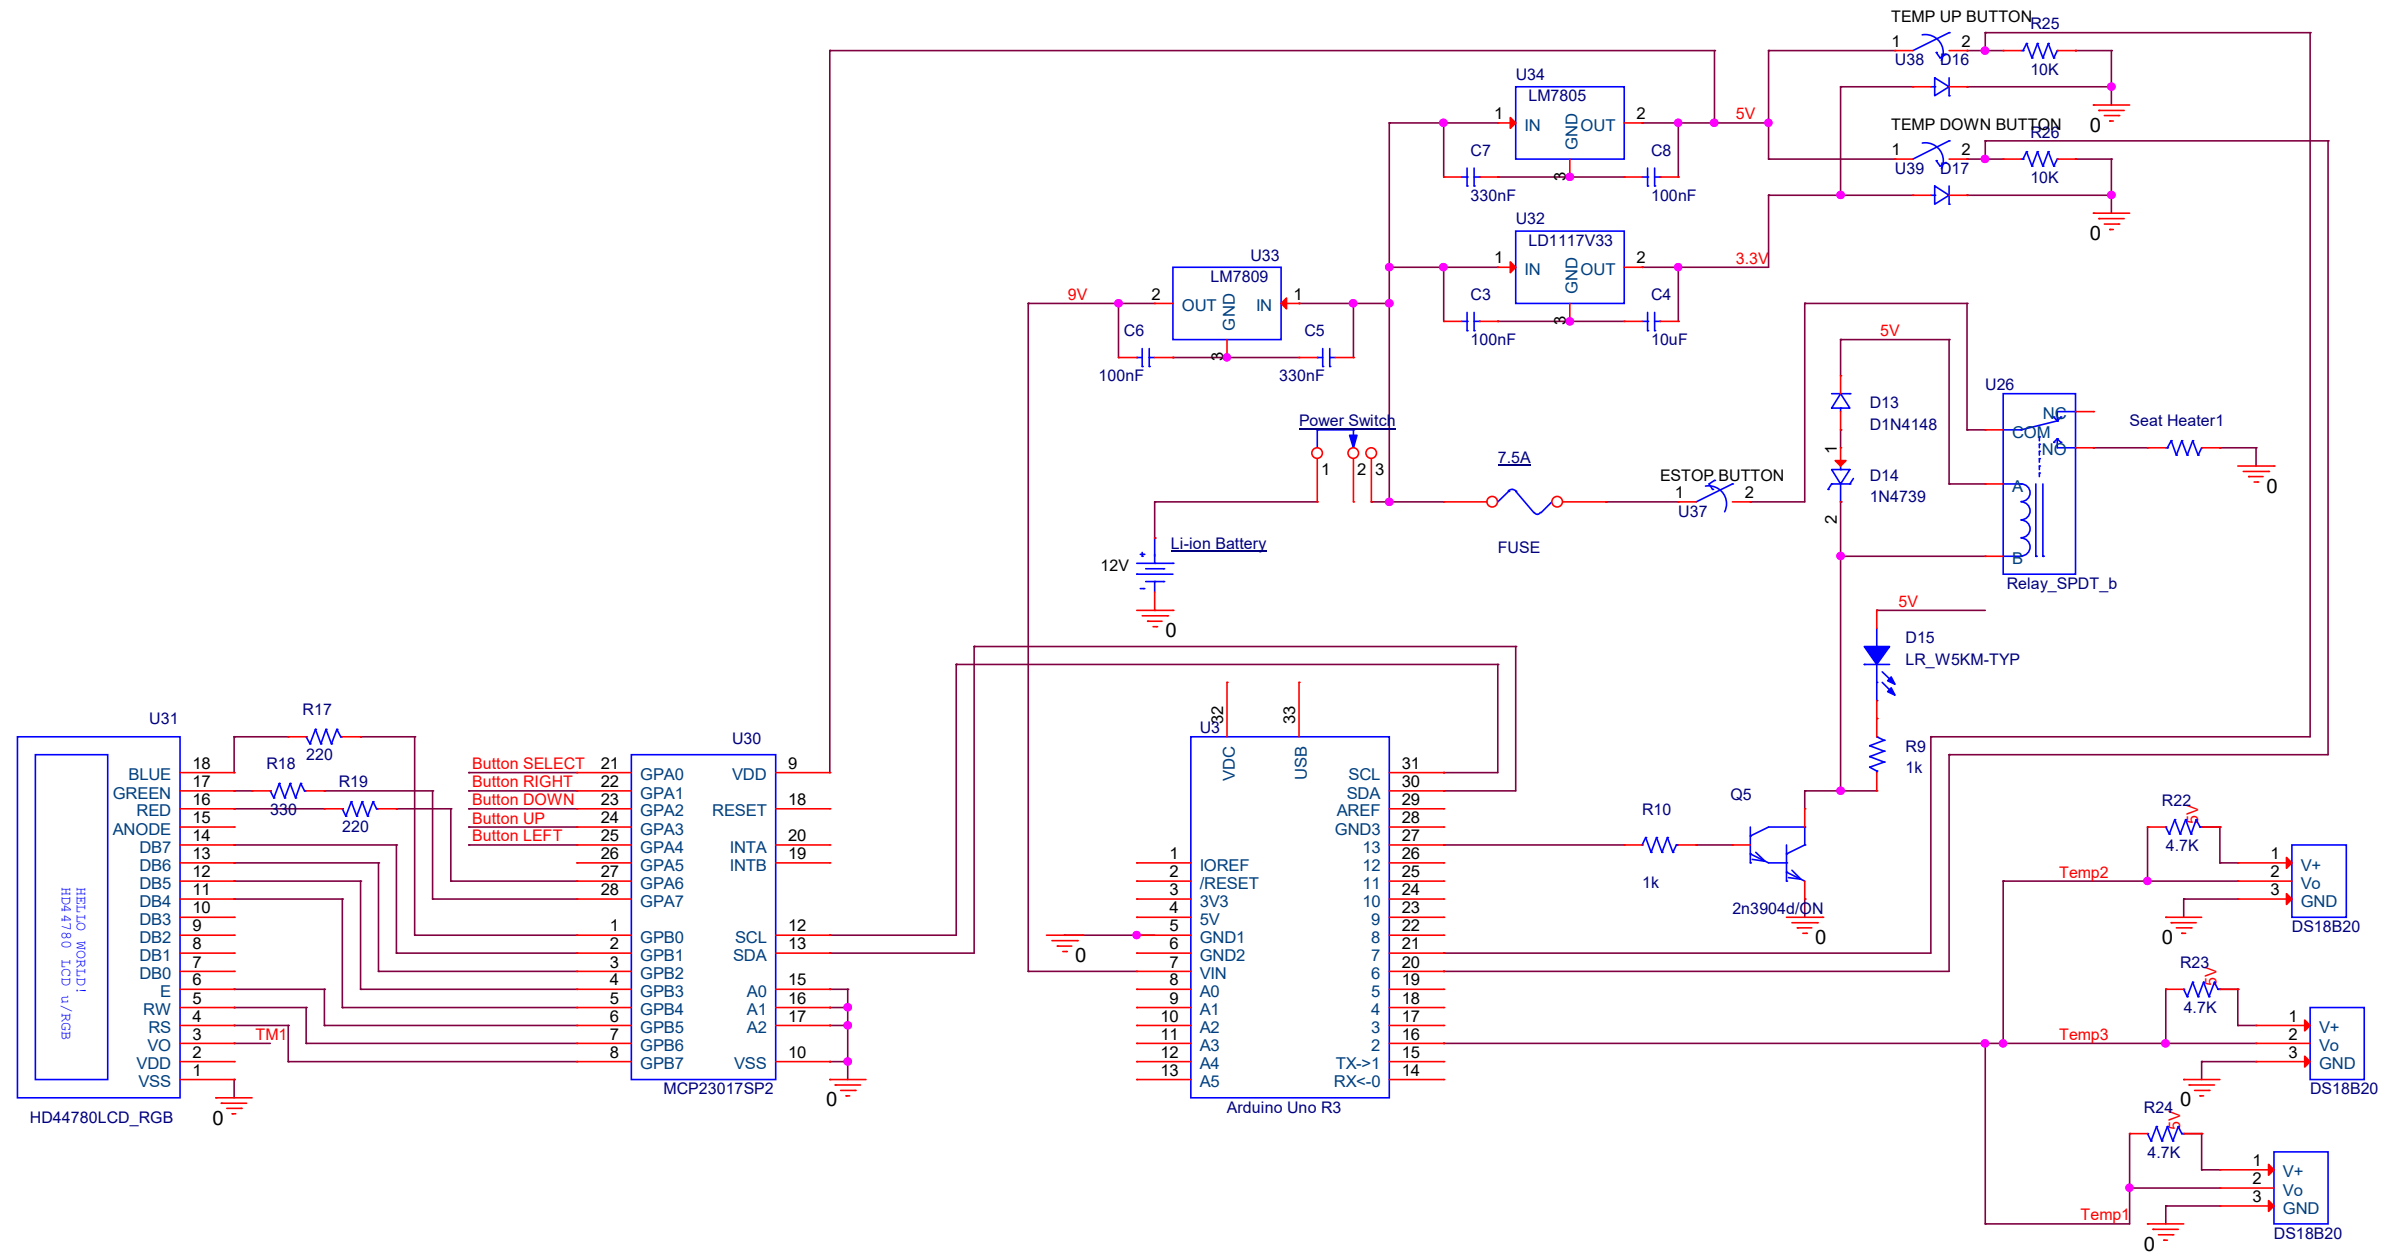 TEMP UP BUTTON
R25
1
2
U38
D16
10K
0
TEMP DOWN BUTTON
R26
1
2
U39
D17
10K
0
U34
LM7805
1
IN
GND
OUT
2
3
5V
C7
330nF
C8
100nF
U32
LD1117V33
1
IN
GND
OUT
2
3
3.3V
C3
100nF
C4
10uF
U33
LM7809
9V
2
OUT
GND
IN
1
3
C6
100nF
C5
330nF
Power Switch
1
2
3
Li-ion Battery
12V
0
7.5A
FUSE
ESTOP BUTTON
1
2
U37
5V
D13
D1N4148
1
D14
1N4739
2
U26
NC
COM
NO
A
B
Relay_SPDT_b
Seat Heater1
0
5V
D15
LR_W5KM-TYP
R9
1k
Q5
2n3904d/ON
0
R10
1k
U31
HELLO WORLD!
HD44780 LCD w/RGB
BLUE 18
GREEN 17
RED 16
ANODE 15
DB7 14
DB6 13
DB5 12
DB4 11
DB3 10
DB2 9
DB1 8
DB0 7
E 6
RW 5
RS 4
VO 3
VDD 2
VSS 1
TM1
0
HD44780LCD_RGB
R17
220
R18
330
R19
220
U30
Button SELECT 21 GPA0
Button RIGHT 22 GPA1
Button DOWN 23 GPA2
Button UP 24 GPA3
Button LEFT 25 GPA4
26 GPA5
27 GPA6
28 GPA7
1 GPB0
2 GPB1
3 GPB2
4 GPB3
5 GPB4
6 GPB5
7 GPB6
8 GPB7
VDD 9
RESET 18
INTA 20
INTB 19
SCL 12
SDA 13
A0 15
A1 16
A2 17
VSS 10
0
MCP23017SP2
U3
32
VDC
33
USB
1 IOREF
2 /RESET
3 3V3
4 5V
5 GND1
6 GND2
7 VIN
8 A0
9 A1
10 A2
11 A3
12 A4
13 A5
0
SCL 31
SDA 30
AREF 29
GND3 28
13 27
12 26
11 25
10 24
9 23
8 22
7 21
6 20
5 19
4 18
3 17
2 16
TX->1 15
RX<-0 14
Arduino Uno R3
R22
5V
4.7K
Temp2
1 V+
2 Vo
3 GND
0
DS18B20
R23
5V
4.7K
Temp3
1 V+
2 Vo
3 GND
0
DS18B20
R24
5V
4.7K
Temp1
1 V+
2 Vo
3 GND
0
DS18B20